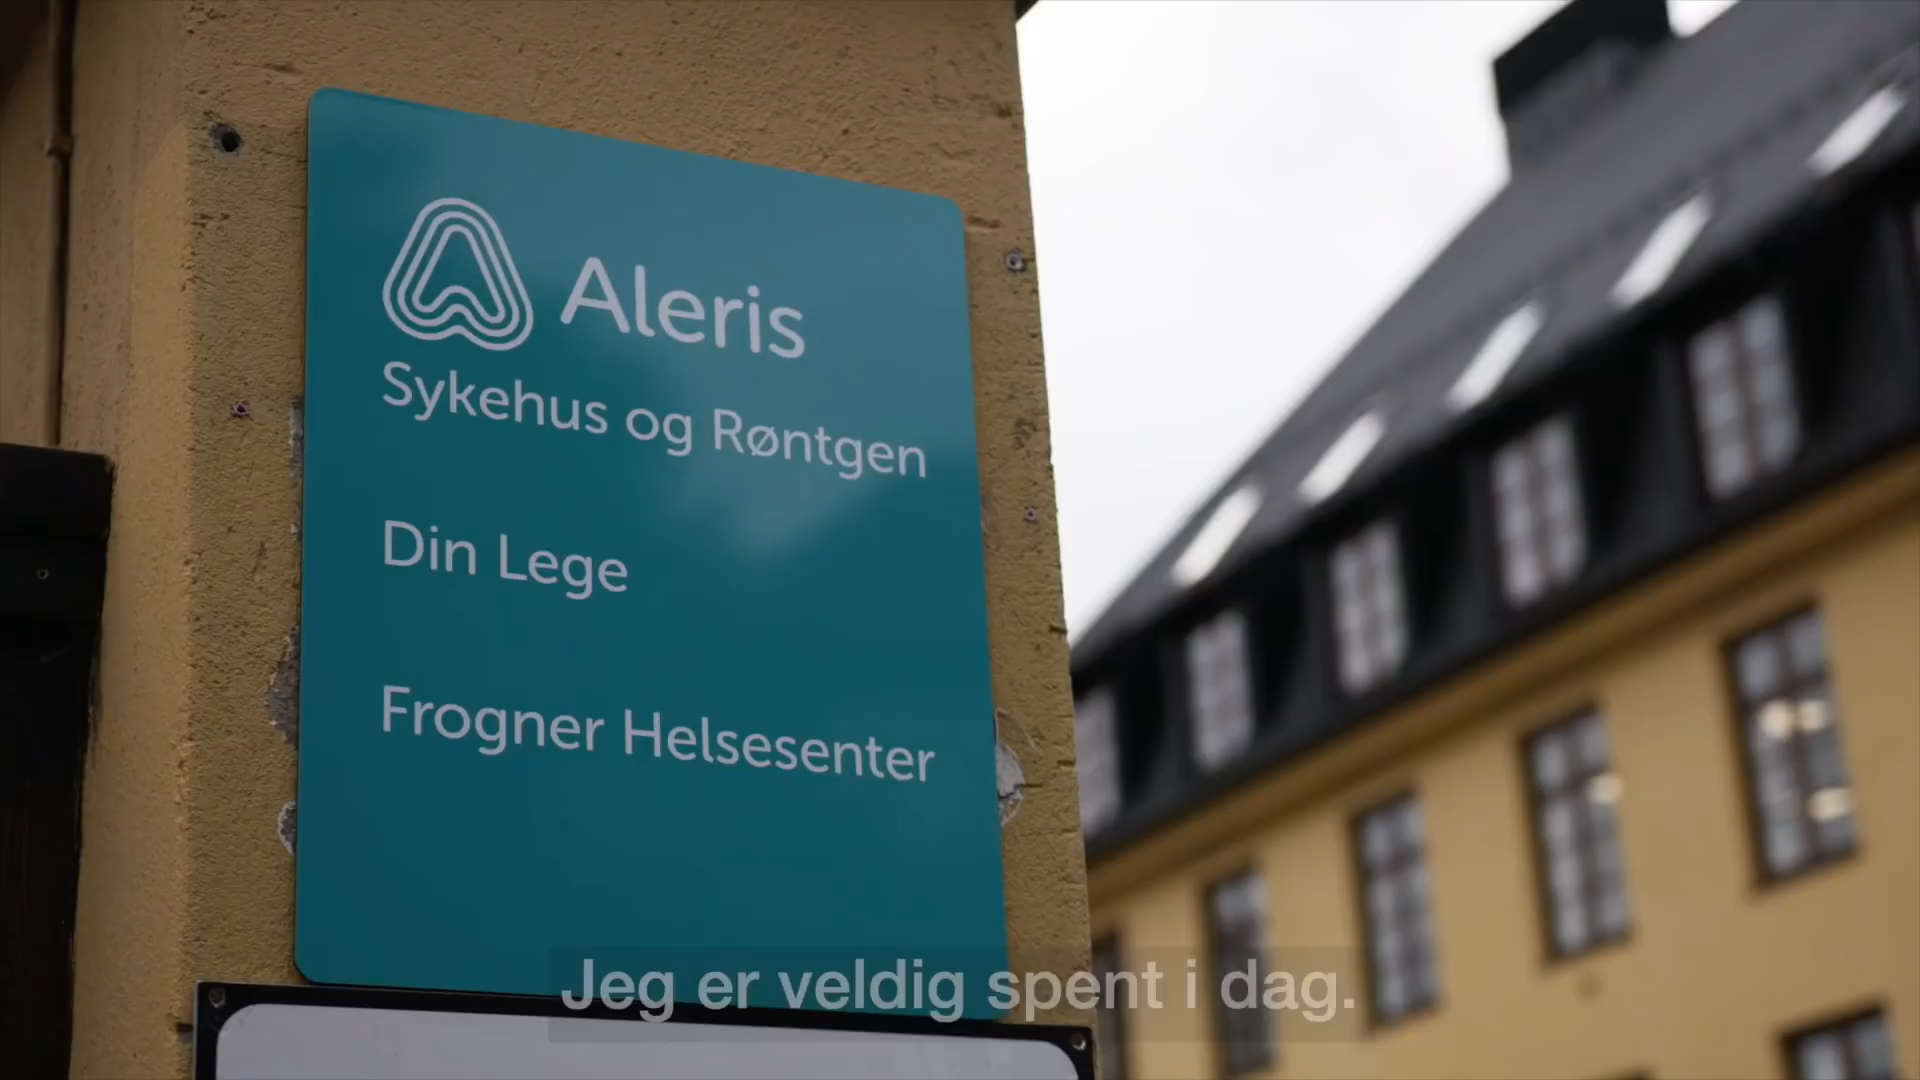 Aleris
Sykehus og Røntgen
Din Lege
Frogner Helsesenter
Jeg er veldig spent i dag.